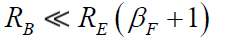 R_B ≪ R_E (β_F + 1)